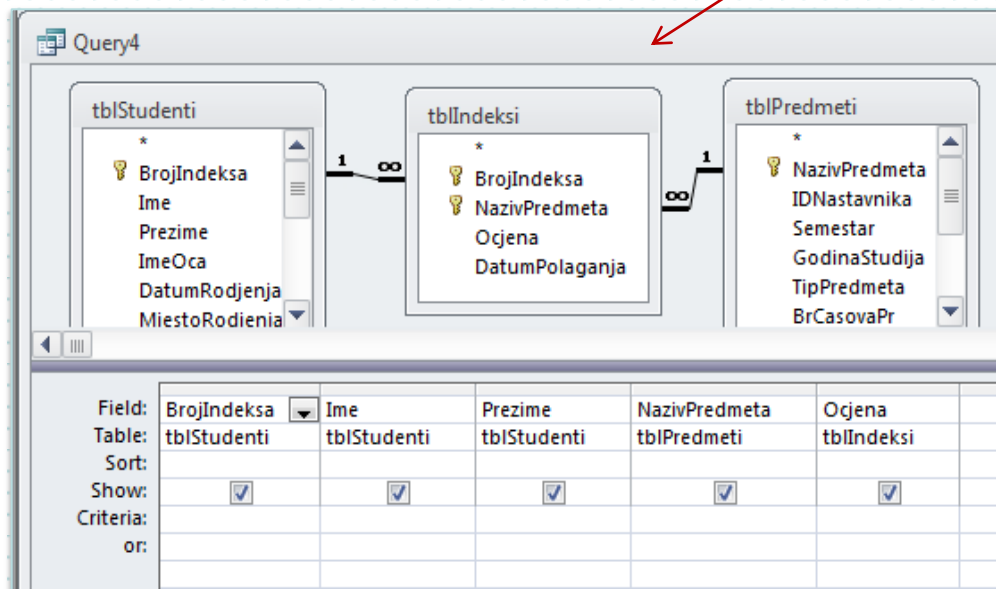 Query4
tblStudenti
*
BrojIndeksa
Ime
Prezime
ImeOca
DatumRodjenja
MjestoRodjenja
1 ∞
tblIndeksi
*
BrojIndeksa
NazivPredmeta
Ocjena
DatumPolaganja
∞ 1
tblPredmeti
*
NazivPredmeta
IDNastavnika
Semestar
GodinaStudija
TipPredmeta
BrCasovaPr
Field: BrojIndeksa Ime Prezime NazivPredmeta Ocjena
Table: tblStudenti tblStudenti tblStudenti tblPredmeti tblIndeksi
Sort:
Show:
Criteria:
or: